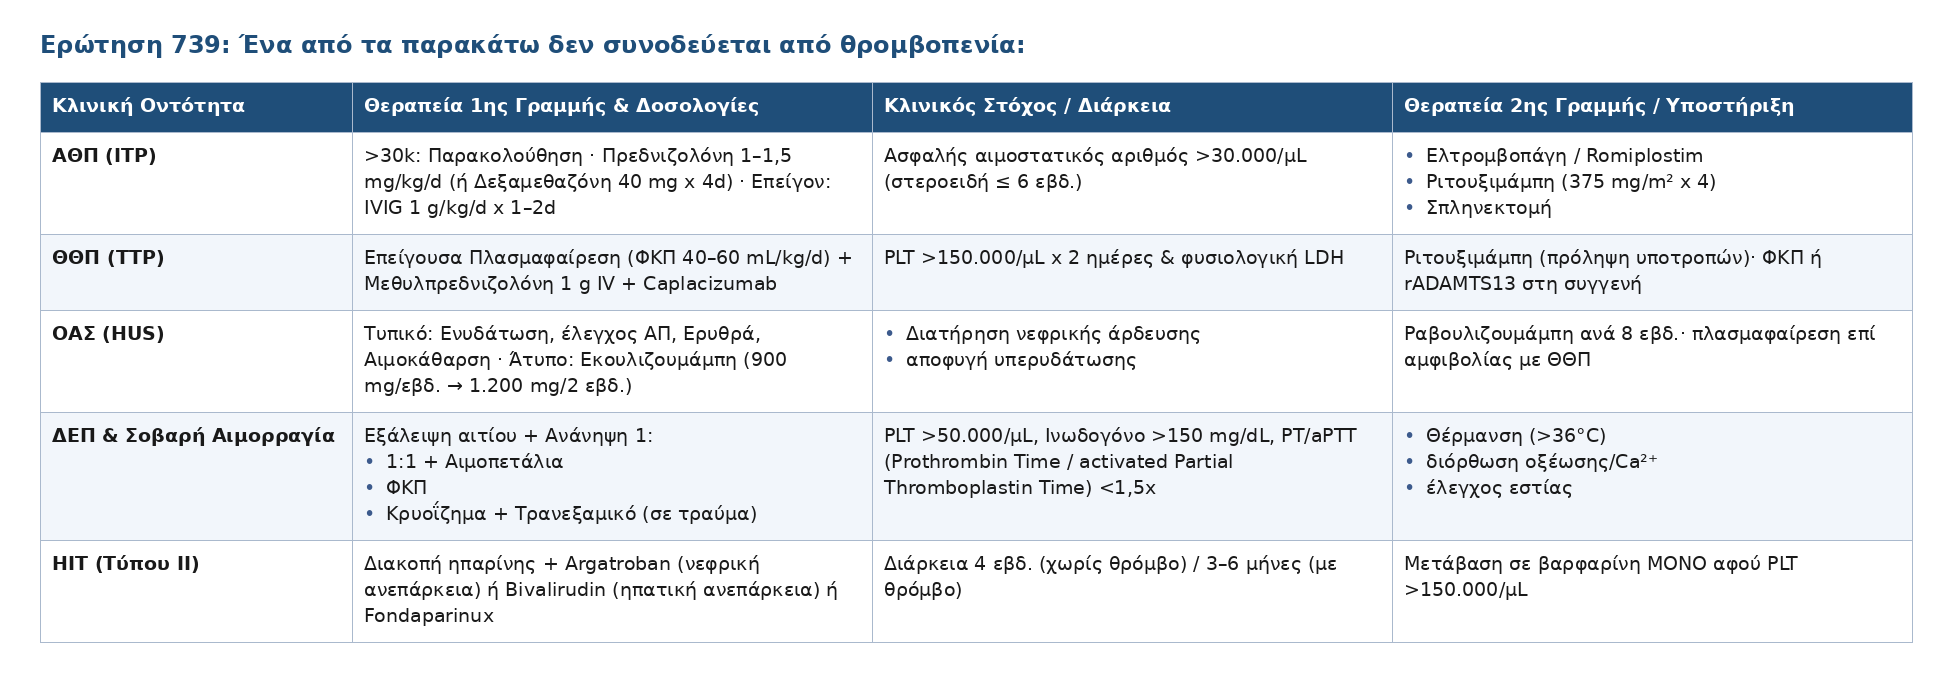 Ερώτηση 739: Ένα από τα παρακάτω δεν συνοδεύεται από θρομβοπενία:
Κλινική Οντότητα
Θεραπεία 1ης Γραμμής & Δοσολογίες
Κλινικός Στόχος / Διάρκεια
Θεραπεία 2ης Γραμμής / Υποστήριξη
ΑΘΠ (ITP)
>30k: Παρακολούθηση · Πρεδνιζολόνη 1–1,5
mg/kg/d (ή Δεξαμεθαζόνη 40 mg x 4d) · Επείγον:
IVIG 1 g/kg/d x 1–2d
Ασφαλής αιμοστατικός αριθμός >30.000/μL
(στεροειδή ≤ 6 εβδ.)
• Ελτρομβοπάγη / Romiplostim
• Ριτουξιμάμπη (375 mg/m² x 4)
• Σπληνεκτομή
ΘΘΠ (TTP)
Επείγουσα Πλασμαφαίρεση (ΦΚΠ 40–60 mL/kg/d) +
Μεθυλπρεδνιζολόνη 1 g IV + Caplacizumab
PLT >150.000/μL x 2 ημέρες & φυσιολογική LDH
Ριτουξιμάμπη (πρόληψη υποτροπών)· ΦΚΠ ή
rADAMTS13 στη συγγενή
ΟΑΣ (HUS)
Τυπικό: Ενυδάτωση, έλεγχος ΑΠ, Ερυθρά,
Αιμοκάθαρση · Άτυπο: Εκουλιζουμάμπη (900
mg/εβδ. → 1.200 mg/2 εβδ.)
• Διατήρηση νεφρικής άρδευσης
• αποφυγή υπερυδάτωσης
Ραβουλιζουμάμπη ανά 8 εβδ.· πλασμαφαίρεση επί
αμφιβολίας με ΘΘΠ
ΔΕΠ & Σοβαρή Αιμορραγία
Εξάλειψη αιτίου + Ανάνηψη 1:
• 1:1 + Αιμοπετάλια
• ΦΚΠ
• Κρυοΐζημα + Τρανεξαμικό (σε τραύμα)
PLT >50.000/μL, Ινωδογόνο >150 mg/dL, PT/aPTT
(Prothrombin Time / activated Partial
Thromboplastin Time) <1,5x
• Θέρμανση (>36°C)
• διόρθωση οξέωσης/Ca²⁺
• έλεγχος εστίας
HIT (Τύπου II)
Διακοπή ηπαρίνης + Argatroban (νεφρική
ανεπάρκεια) ή Bivalirudin (ηπατική ανεπάρκεια) ή
Fondaparinux
Διάρκεια 4 εβδ. (χωρίς θρόμβο) / 3–6 μήνες (με
θρόμβο)
Μετάβαση σε βαρφαρίνη ΜΟΝΟ αφού PLT
>150.000/μL